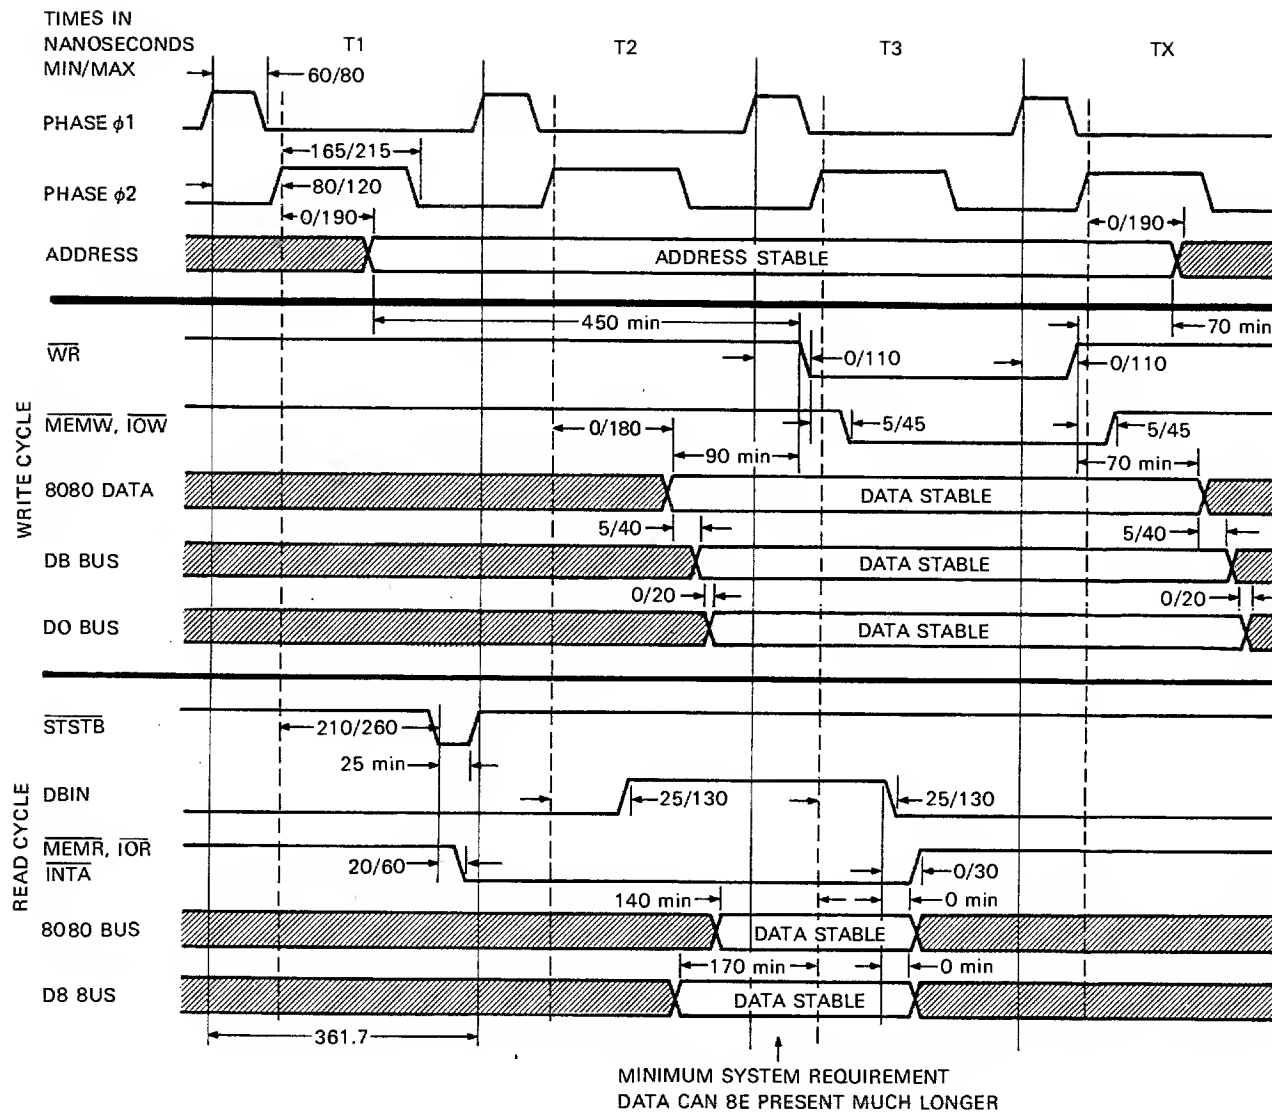 TIMES IN
NANOSECONDS
MIN/MAX
T1 T2 T3 TX
60/80
PHASE ϕ1
165/215
PHASE ϕ2
80/120
0/190 0/190
ADDRESS
ADDRESS STABLE
WRITE CYCLE
450 min 70 min
WR
0/110 0/110
MEMW, IOW
0/180 5/45 5/45
90 min 70 min
8080 DATA
DATA STABLE
5/40 5/40
DB BUS
DATA STABLE
0/20 0/20
DO BUS
DATA STABLE
READ CYCLE
STSTB
210/260
25 min
DBIN
25/130 25/130
MEMR, IOR
INTA
20/60 0/30
140 min 0 min
8080 BUS
DATA STABLE
170 min 0 min
D8 8US
DATA STABLE
361.7
MINIMUM SYSTEM REQUIREMENT
DATA CAN 8E PRESENT MUCH LONGER